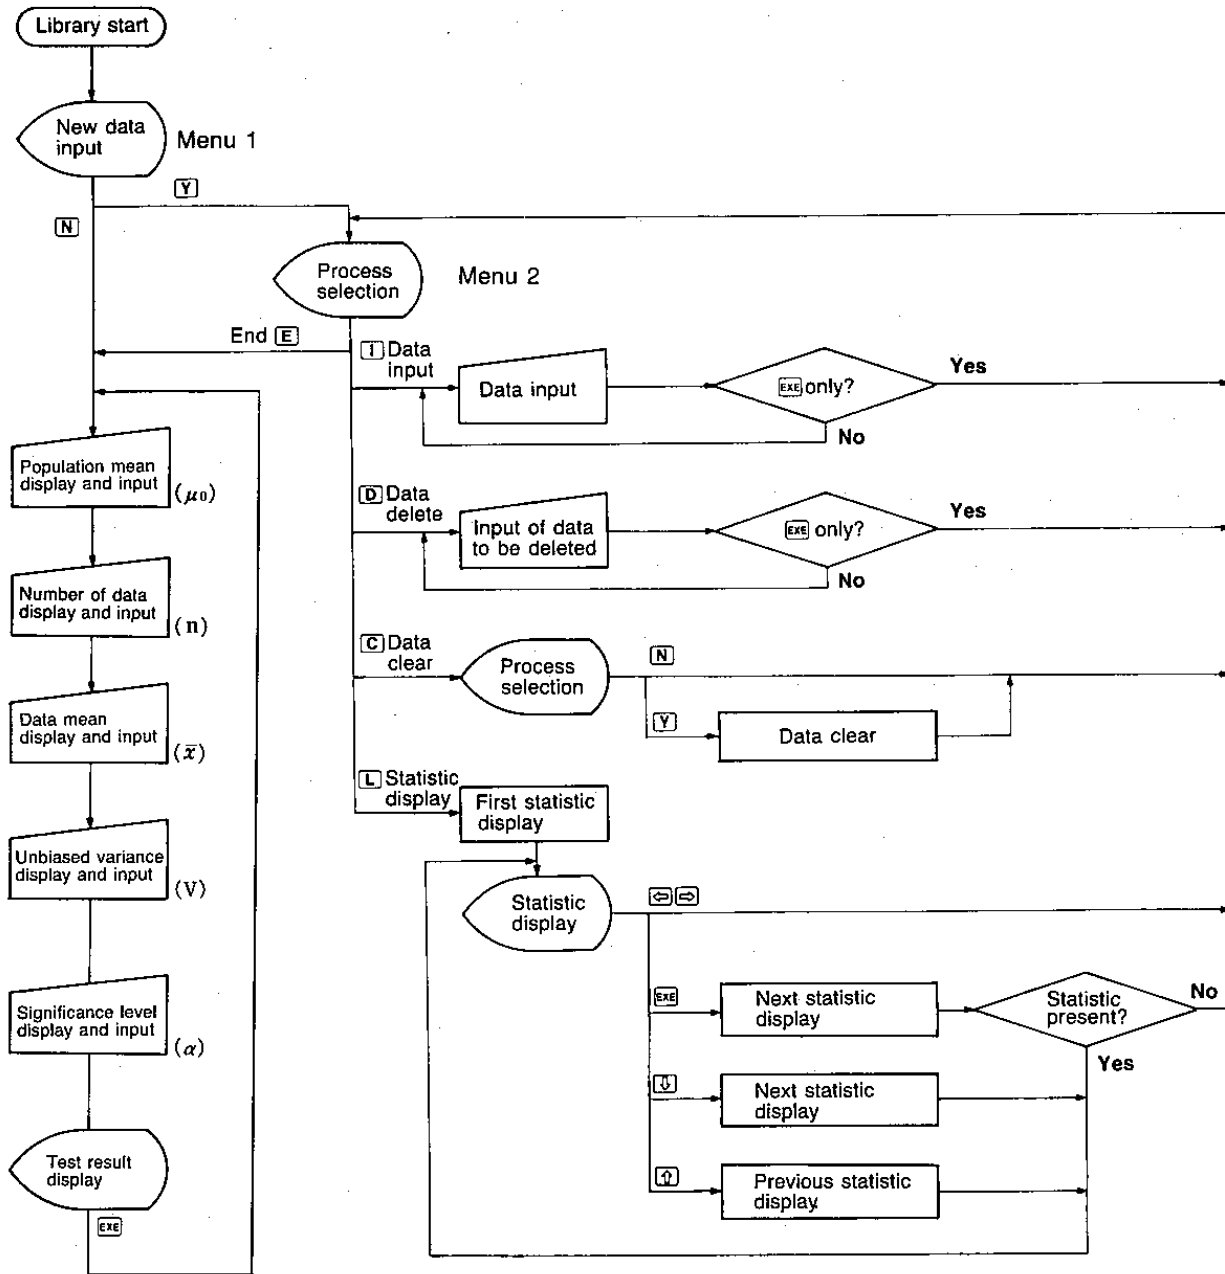 Library start
New data
input
Menu 1
Y
N
Process
selection
Menu 2
End E
I Data
input
Data input
EXE only?
Yes
No
Population mean
display and input
(μ₀)
D Data
delete
Input of data
to be deleted
EXE only?
Yes
No
Number of data
display and input
(n)
C Data
clear
Process
selection
N
Y
Data clear
Data mean
display and input
(x̄)
L Statistic
display
First statistic
display
Unbiased variance
display and input
(V)
Statistic
display
⇦ ⇨
EXE
Next statistic
display
Statistic
present?
No
Yes
Significance level
display and input
(α)
⇩
Next statistic
display
Test result
display
EXE
⇧
Previous statistic
display